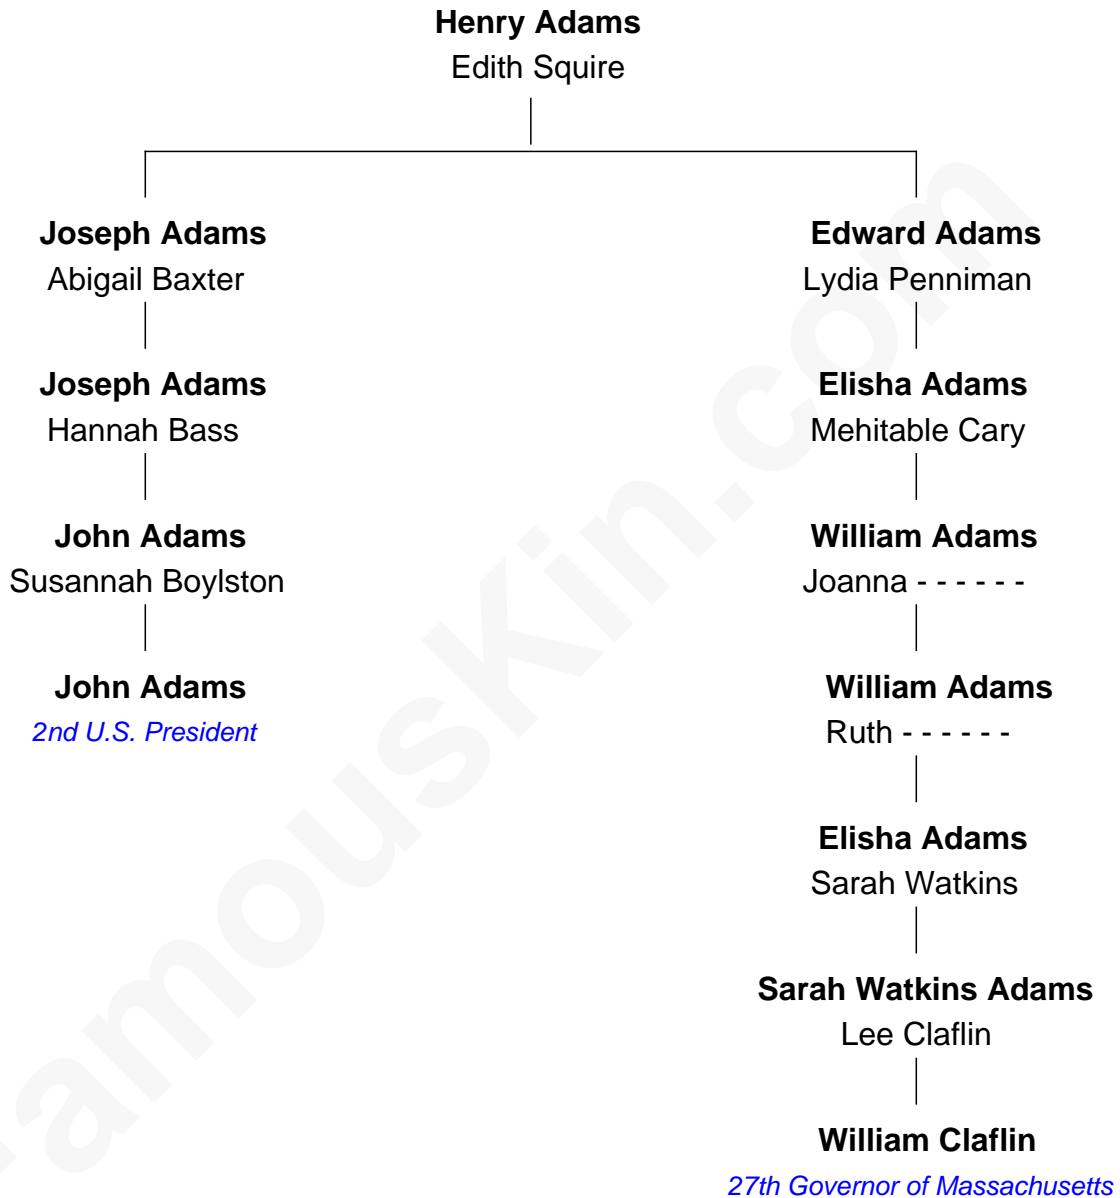 Henry Adams
Edith Squire
Joseph Adams
Abigail Baxter
Joseph Adams
Hannah Bass
John Adams
Susannah Boylston
John Adams
2nd U.S. President
Edward Adams
Lydia Penniman
Elisha Adams
Mehitable Cary
William Adams
Joanna - - - - - -
William Adams
Ruth - - - - - -
Elisha Adams
Sarah Watkins
Sarah Watkins Adams
Lee Claflin
William Claflin
27th Governor of Massachusetts
FamousKin.com